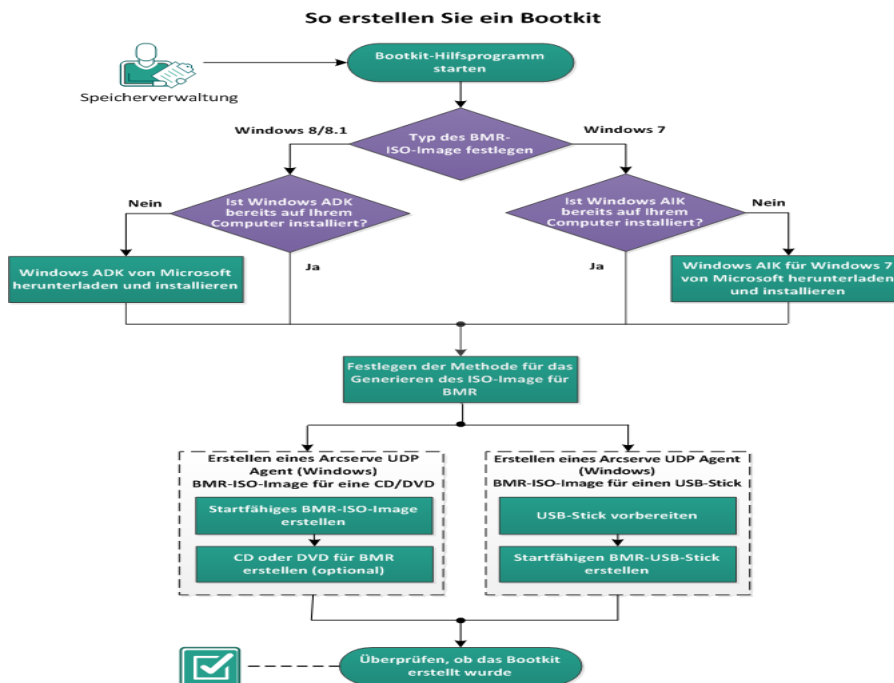 So erstellen Sie ein Bootkit
Bootkit-Hilfsprogramm
starten
Speicherverwaltung
Windows 8/8.1
Typ des BMR-
ISO-Image festlegen
Windows 7
Nein
Ist Windows ADK
bereits auf Ihrem
Computer installiert?
Ist Windows AIK
bereits auf Ihrem
Computer installiert?
Nein
Windows ADK von Microsoft
herunterladen und installieren
Ja
Ja
Windows AIK für Windows 7
von Microsoft herunterladen
und installieren
Festlegen der Methode für das
Generieren des ISO-Image für
BMR
Erstellen eines Arcserve UDP
Agent (Windows)
BMR-ISO-Image für eine CD/DVD
Startfähiges BMR-ISO-Image
erstellen
CD oder DVD für BMR
erstellen (optional)
Erstellen eines Arcserve UDP Agent
(Windows)
BMR-ISO-Image für einen USB-Stick
USB-Stick vorbereiten
Startfähigen BMR-USB-Stick
erstellen
Überprüfen, ob das Bootkit
erstellt wurde